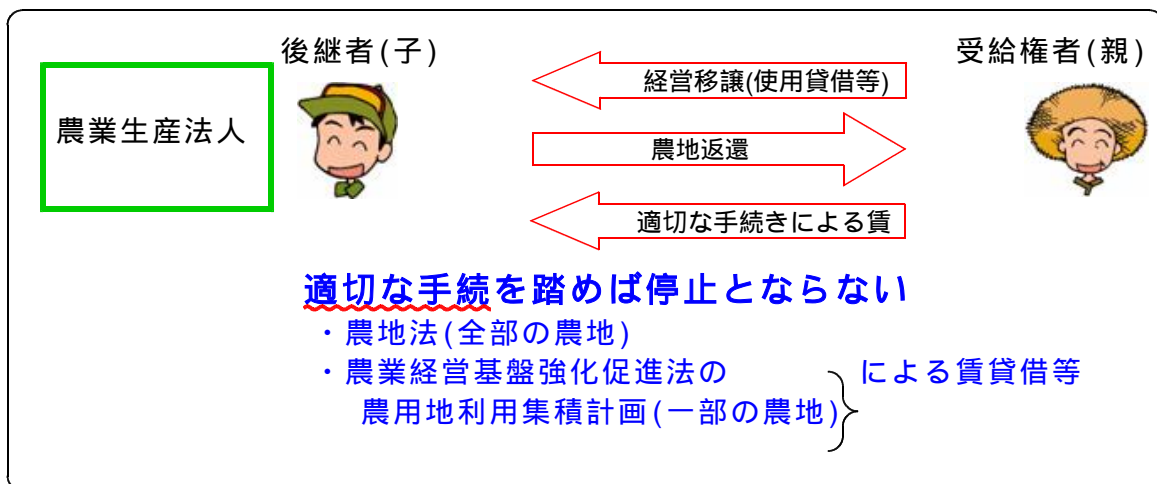 後継者(子)
受給権者(親)
農業生産法人
経営移譲(使用貸借等)
農地返還
適切な手続きによる賃
適切な手続を踏めば停止とならない
・農地法(全部の農地)
・農業経営基盤強化促進法の による賃貸借等
農用地利用集積計画(一部の農地)